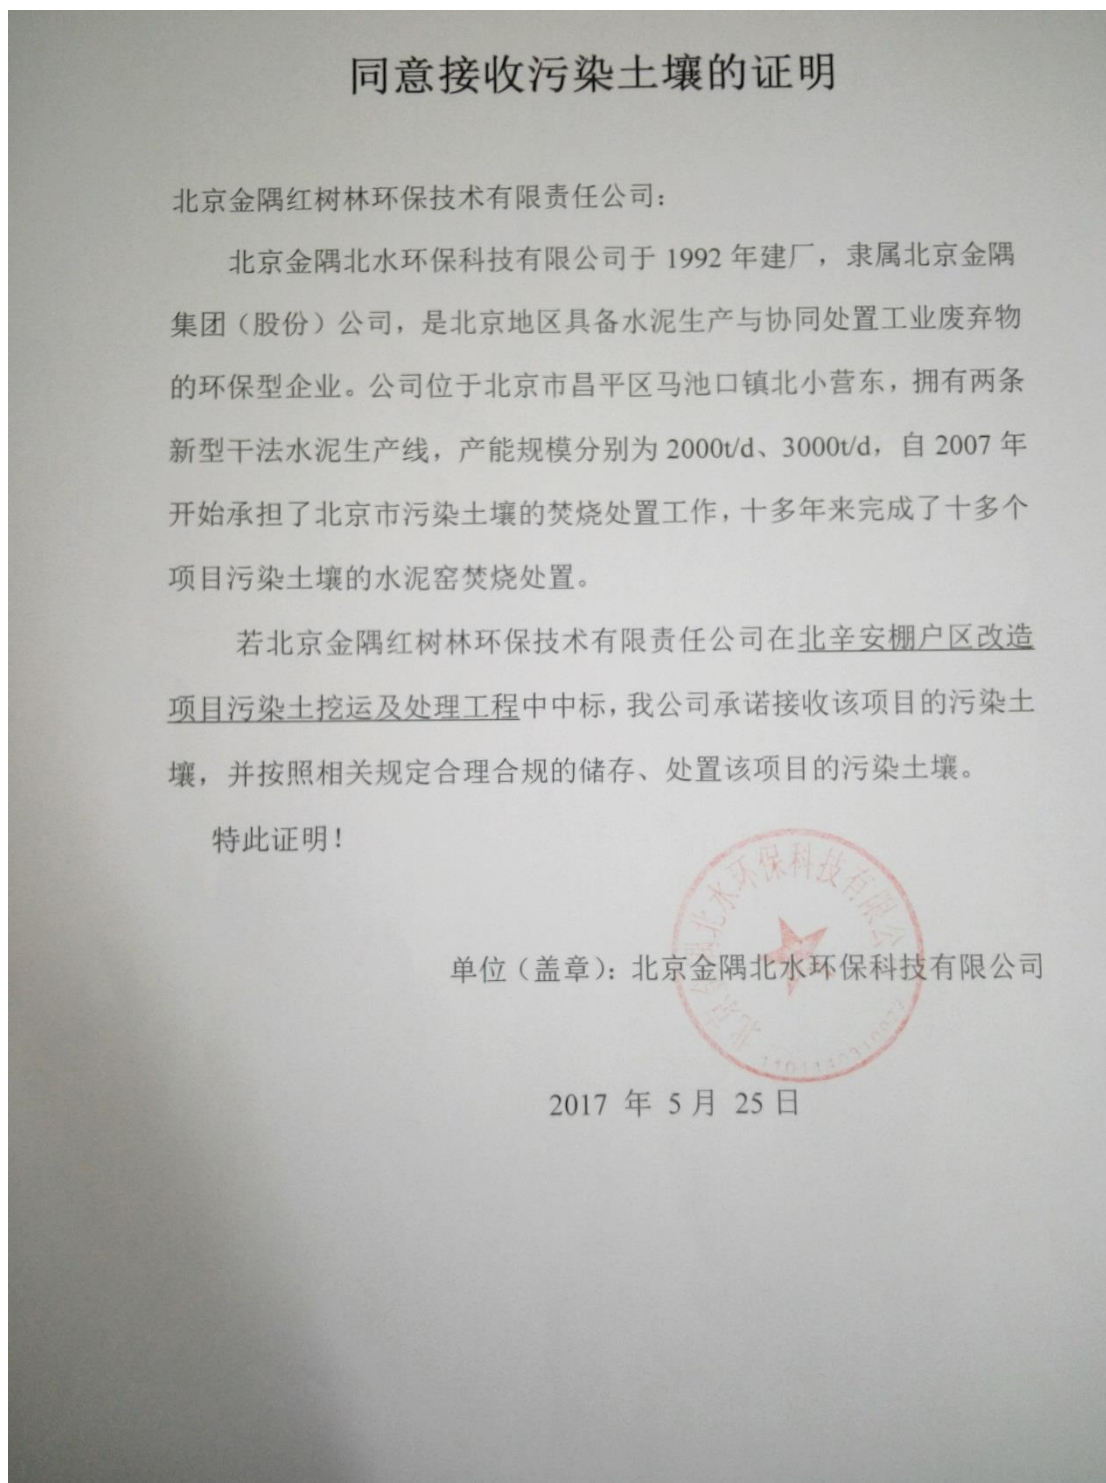 同意接收污染土壤的证明
北京金隅红树林环保技术有限责任公司：
北京金隅北水环保科技有限公司于 1992 年建厂，隶属北京金隅
集团（股份）公司，是北京地区具备水泥生产与协同处置工业废弃物
的环保型企业。公司位于北京市昌平区马池口镇北小营东，拥有两条
新型干法水泥生产线，产能规模分别为 2000t/d、3000t/d，自 2007 年
开始承担了北京市污染土壤的焚烧处置工作，十多年来完成了十多个
项目污染土壤的水泥窑焚烧处置。
若北京金隅红树林环保技术有限责任公司在北辛安棚户区改造
项目污染土挖运及处理工程中中标，我公司承诺接收该项目的污染土
壤，并按照相关规定合理合规的储存、处置该项目的污染土壤。
特此证明！
北京金隅北水环保科技有限公司
单位（盖章）：北京金隅北水环保科技有限公司
2017 年 5 月 25 日